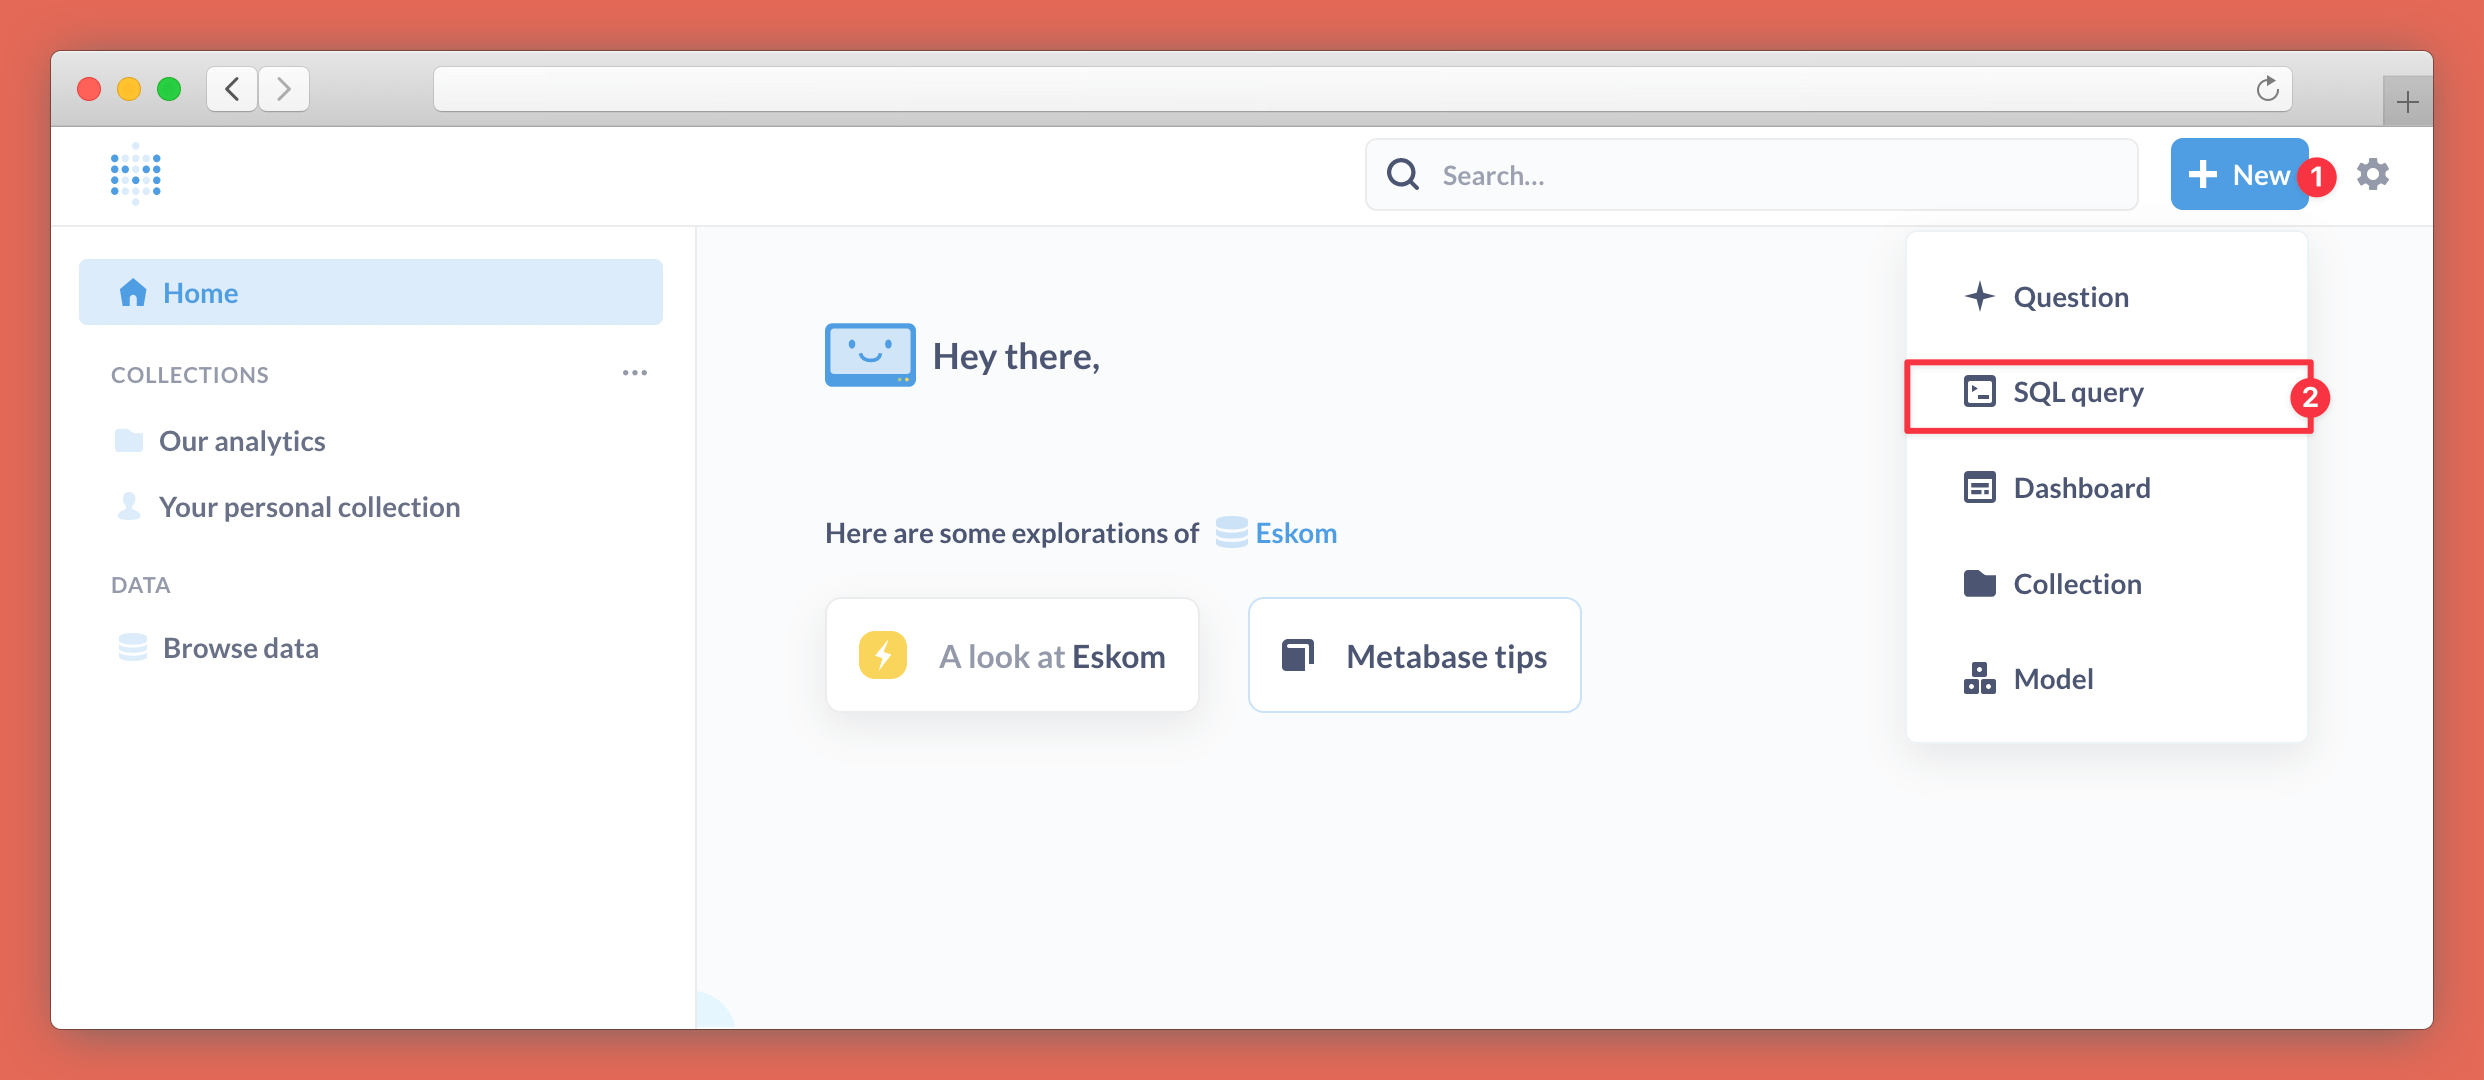 Search...
New
1
Home
COLLECTIONS
Our analytics
Your personal collection
DATA
Browse data
Hey there,
Here are some explorations of Eskom
A look at Eskom
Metabase tips
Question
SQL query
2
Dashboard
Collection
Model